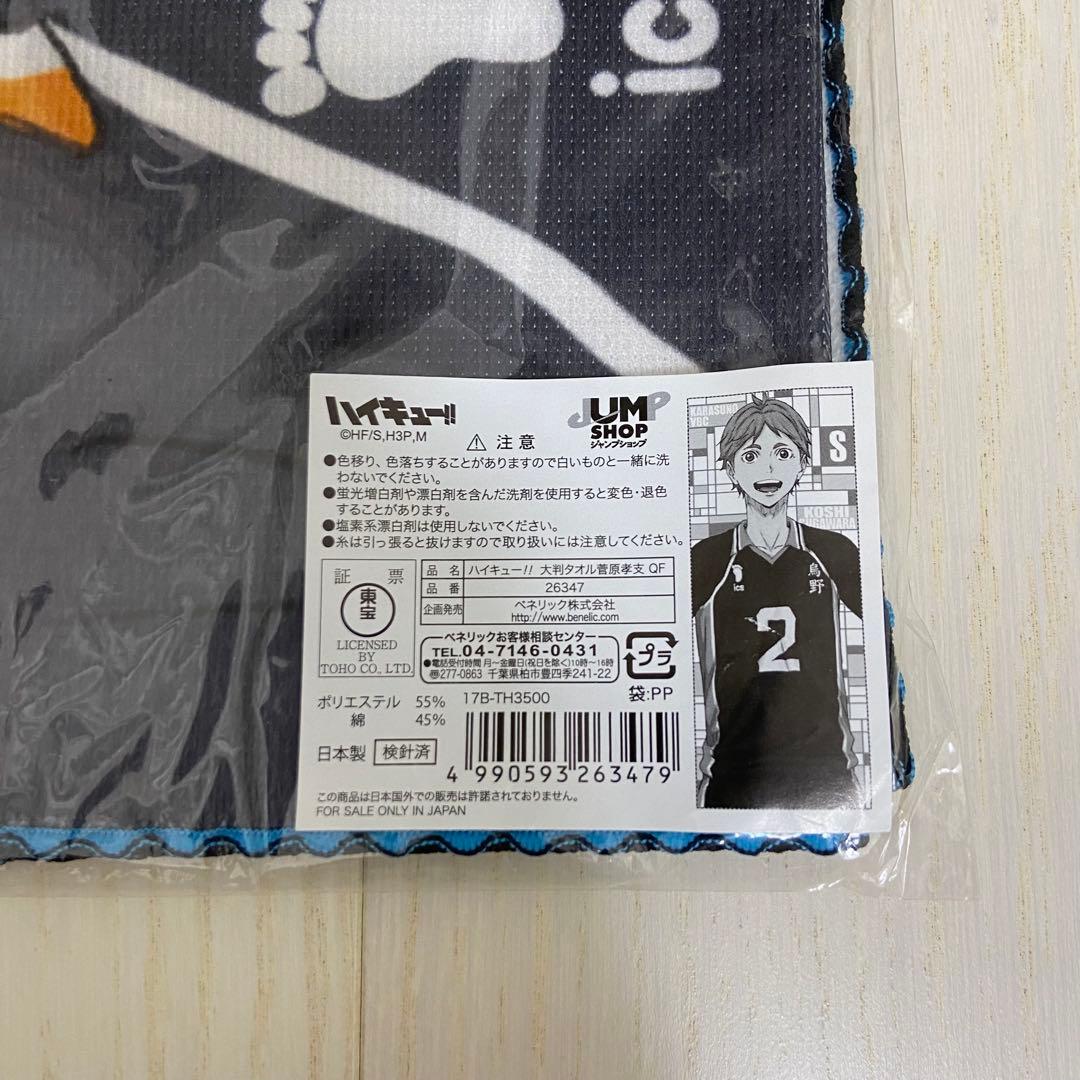 ic
ハイキュー!!
©HF/S,H3P,M
⚠ 注意
JUMP
SHOP
ジャンプショップ
●色移り、色落ちすることがありますので白いものと一緒に洗
わないでください。
●蛍光増白剤や漂白剤を含んだ洗剤を使用すると変色・退色
することがあります。
●塩素系漂白剤は使用しないでください。
●糸は引っ張ると抜けますので取り扱いには注意してください。
証 票
東宝
LICENSED
BY
TOHO CO., LTD.
品 名 ハイキュー!! 大判タオル菅原孝支 QF
品 番 26347
企画発売 ベネリック株式会社
http://www.benelic.com
ベネリックお客様相談センター
TEL.04-7146-0431
●電話受付時間 月~金曜日(祝日を除く)10時~16時
〠277-0863 千葉県柏市豊四季241-22
プラ
袋:PP
ポリエステル 55%
綿 45%
17B-TH3500
日本製 検針済
4 990593 263479
この商品は日本国外での販売は許諾されておりません。
FOR SALE ONLY IN JAPAN
KARASUNO
VBC
S
KOSHI
SUGAWARA
ics
烏野
2